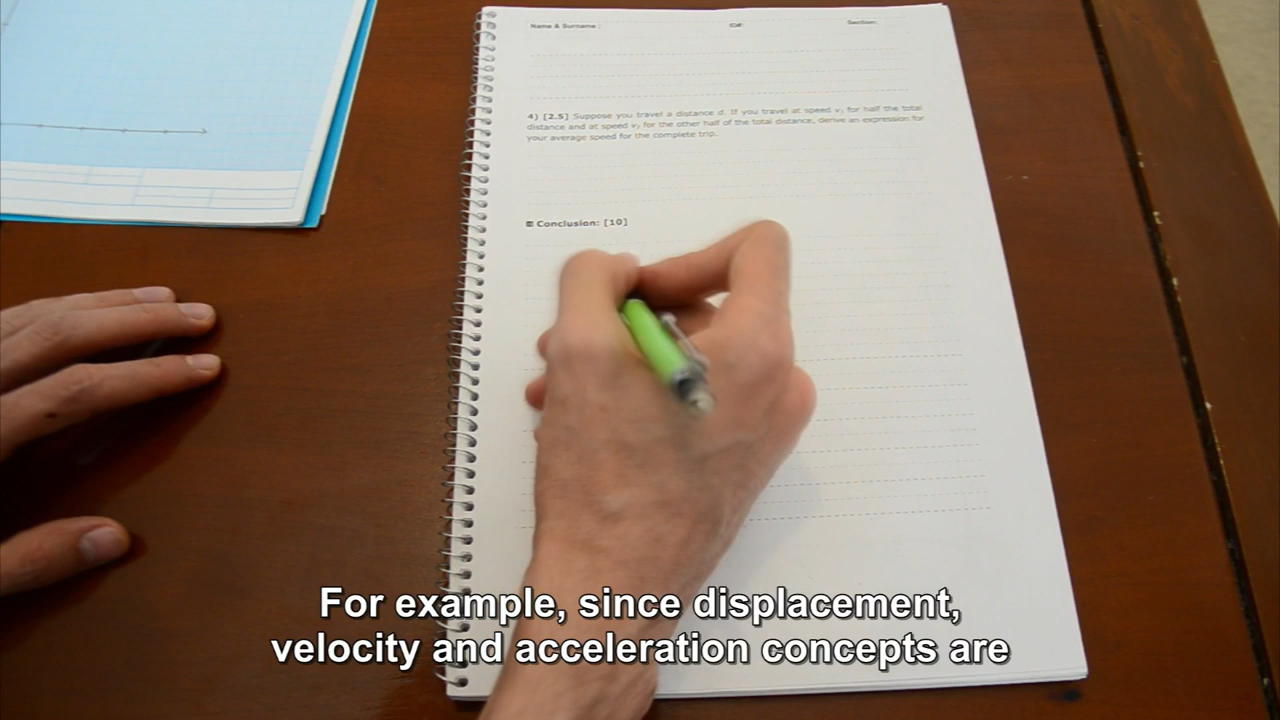 Name & Surname : ID#: Section:
4) [2.5] Suppose you travel a distance d. If you travel at speed v₁ for half the total
distance and at speed v₂ for the other half of the total distance, derive an expression for
your average speed for the complete trip.
Conclusion: [10]
For example, since displacement,
velocity and acceleration concepts are